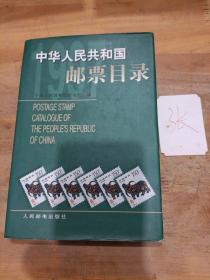 中华人民共和国
邮票目录
POSTAGE STAMP
CATALOGUE OF
THE PEOPLE'S REPUBLIC
OF CHINA
人民邮电出版社